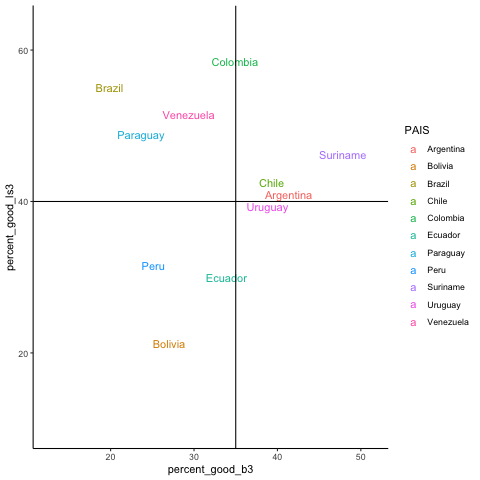 60
40
20
percent_good_ls3
Colombia
Brazil
Venezuela
Paraguay
Suriname
Chile
Argentina
Uruguay
Peru
Ecuador
Bolivia
20
30
40
50
percent_good_b3
PAIS
a Argentina
a Bolivia
a Brazil
a Chile
a Colombia
a Ecuador
a Paraguay
a Peru
a Suriname
a Uruguay
a Venezuela